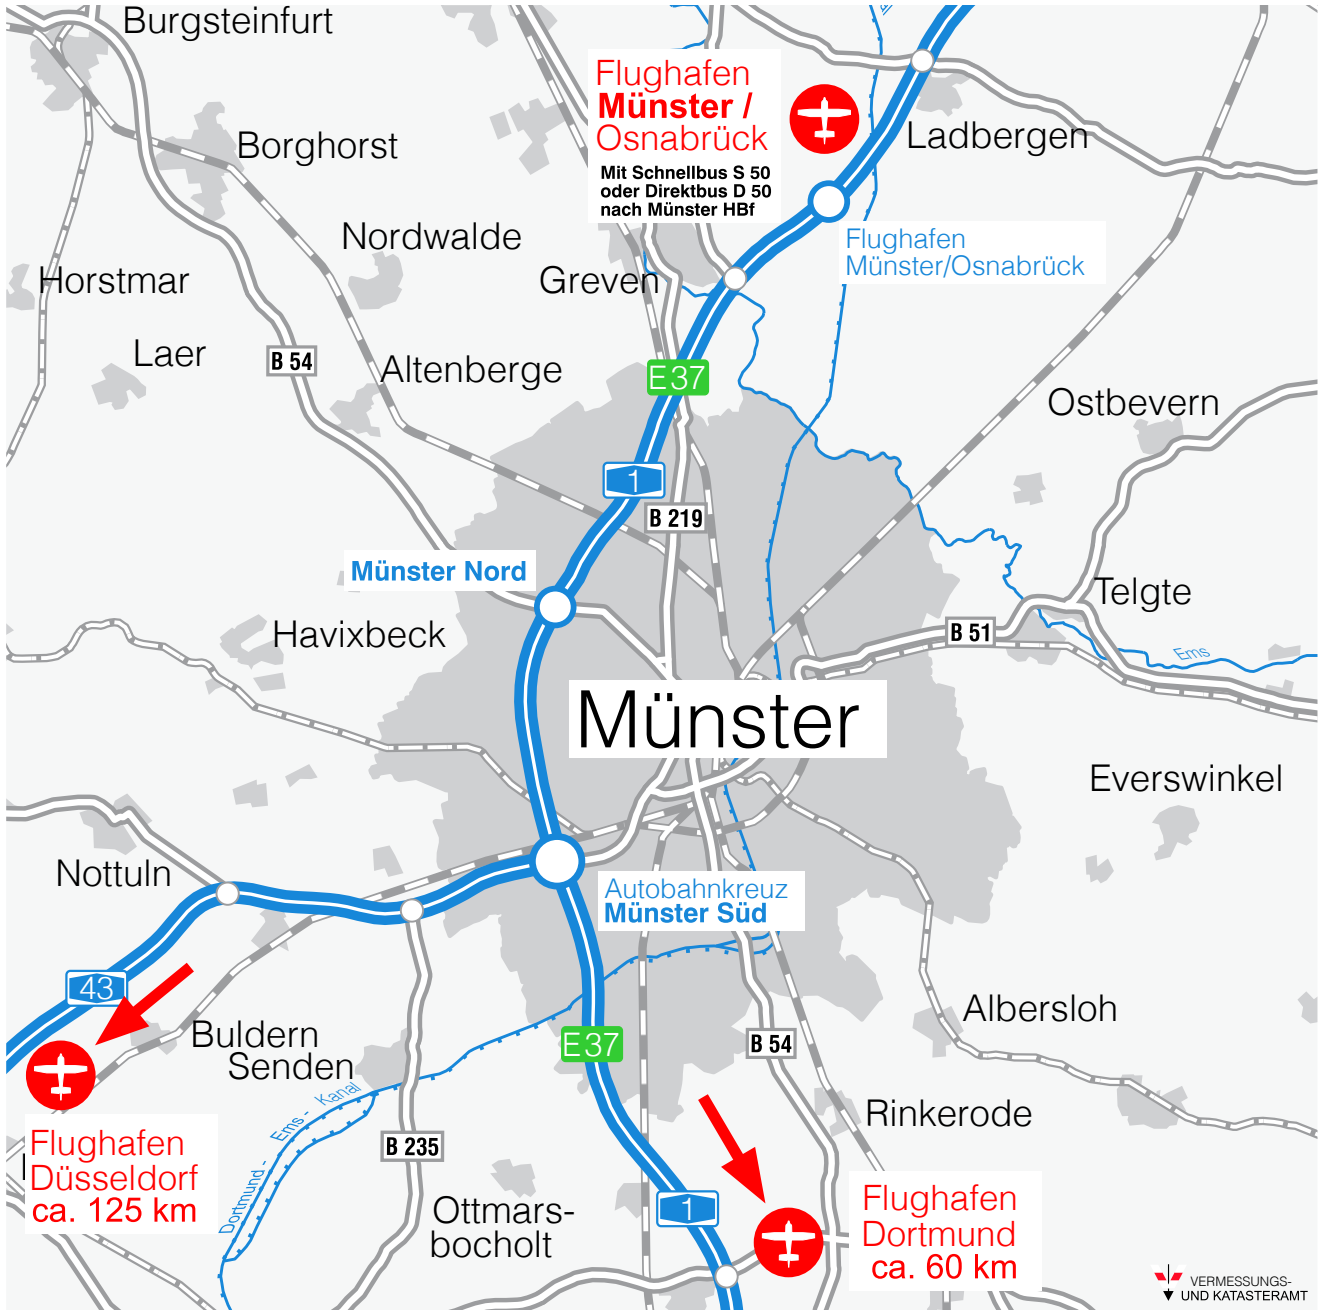 Burgsteinfurt
Flughafen
Münster /
Osnabrück
Mit Schnellbus S 50
oder Direktbus D 50
nach Münster HBf
Ladbergen
Borghorst
Nordwalde
Flughafen
Münster/Osnabrück
Horstmar
Greven
Laer
B 54
Altenberge
E 37
Ostbevern
1
B 219
Münster Nord
Telgte
Havixbeck
B 51
Ems
Münster
Everswinkel
Nottuln
Autobahnkreuz
Münster Süd
43
Albersloh
Buldern
Senden
E 37
B 54
Dortmund - Ems - Kanal
Rinkerode
Flughafen
Düsseldorf
ca. 125 km
B 235
Ottmars-
bocholt
1
Flughafen
Dortmund
ca. 60 km
VERMESSUNGS-
UND KATASTERAMT